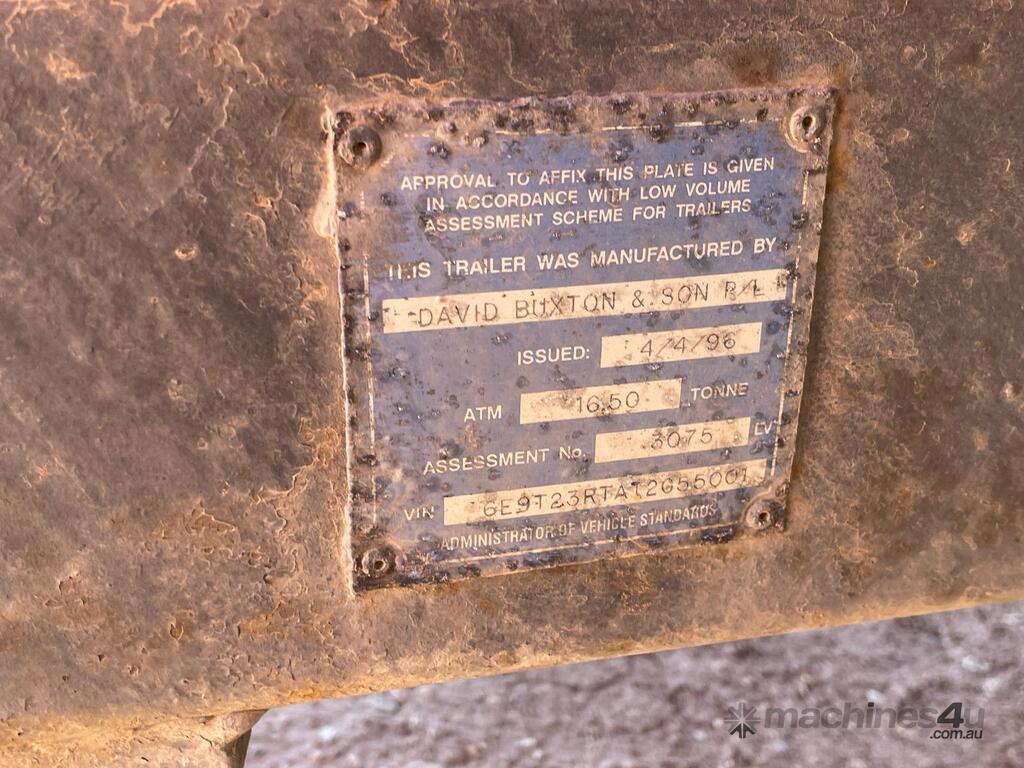 APPROVAL TO AFFIX THIS PLATE IS GIVEN
IN ACCORDANCE WITH LOW VOLUME
ASSESSMENT SCHEME FOR TRAILERS
THIS TRAILER WAS MANUFACTURED BY
DAVID BUXTON & SON P/L
ISSUED: 4/4/96
ATM 16.50 TONNE
ASSESSMENT No. 3075 LV
VIN 6E9T23RTAT2G55001
ADMINISTRATOR OF VEHICLE STANDARDS
machines4u
.com.au